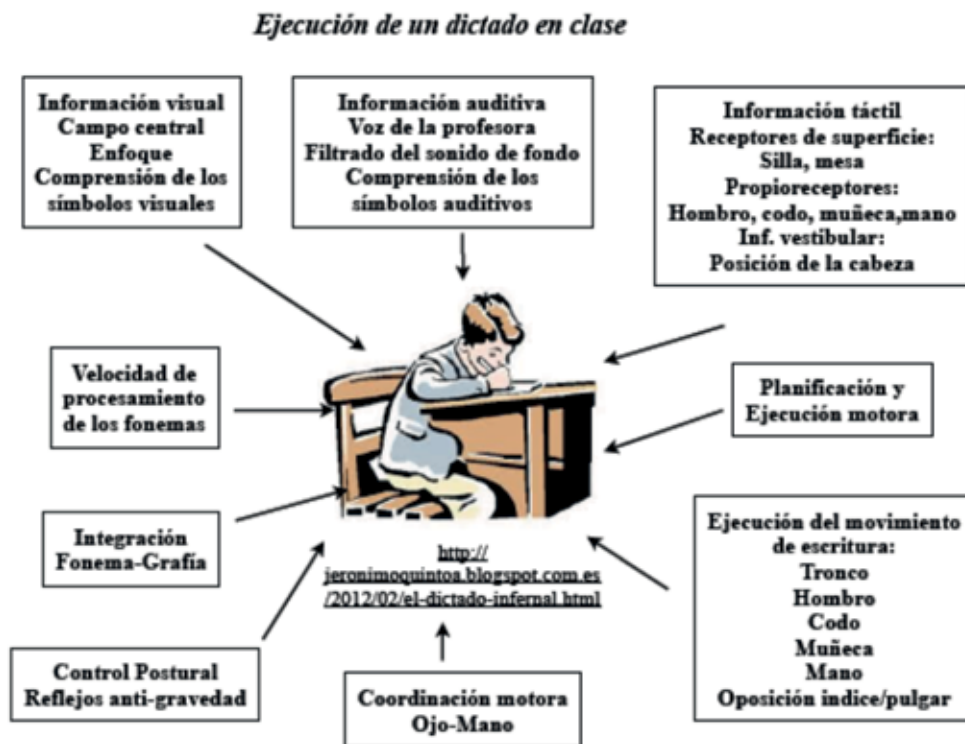 Ejecución de un dictado en clase
Información visual
Campo central
Enfoque
Comprensión de los
símbolos visuales
Información auditiva
Voz de la profesora
Filtrado del sonido de fondo
Comprensión de los
símbolos auditivos
Información táctil
Receptores de superficie:
Silla, mesa
Propioreceptores:
Hombro, codo, muñeca,mano
Inf. vestibular:
Posición de la cabeza
Velocidad de
procesamiento
de los fonemas
Planificación y
Ejecución motora
Integración
Fonema-Grafía
http://
jeronimoquintoa.blogspot.com.es
/2012/02/el-dictado-infernal.html
Ejecución del movimiento
de escritura:
Tronco
Hombro
Codo
Muñeca
Mano
Oposición indice/pulgar
Control Postural
Reflejos anti-gravedad
Coordinación motora
Ojo-Mano